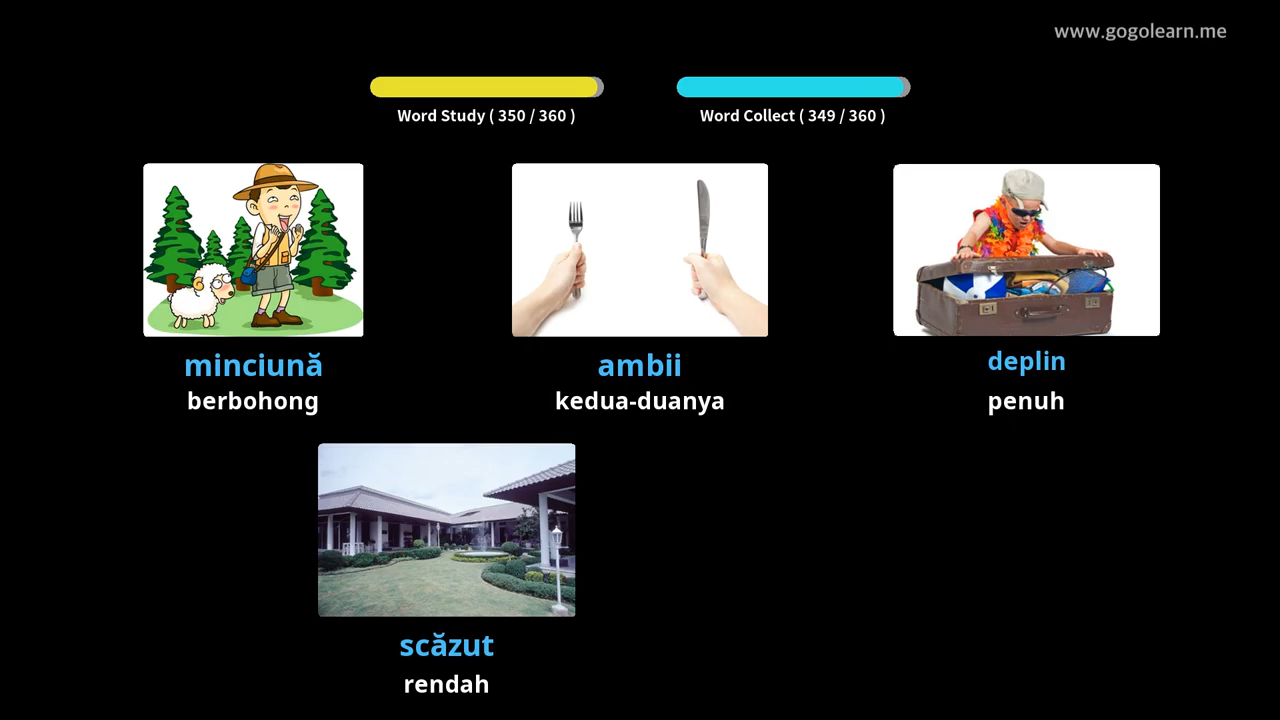 www.gogolearn.me
Word Study ( 350 / 360 )
Word Collect ( 349 / 360 )
minciună
berbohong
ambii
kedua-duanya
deplin
penuh
scăzut
rendah